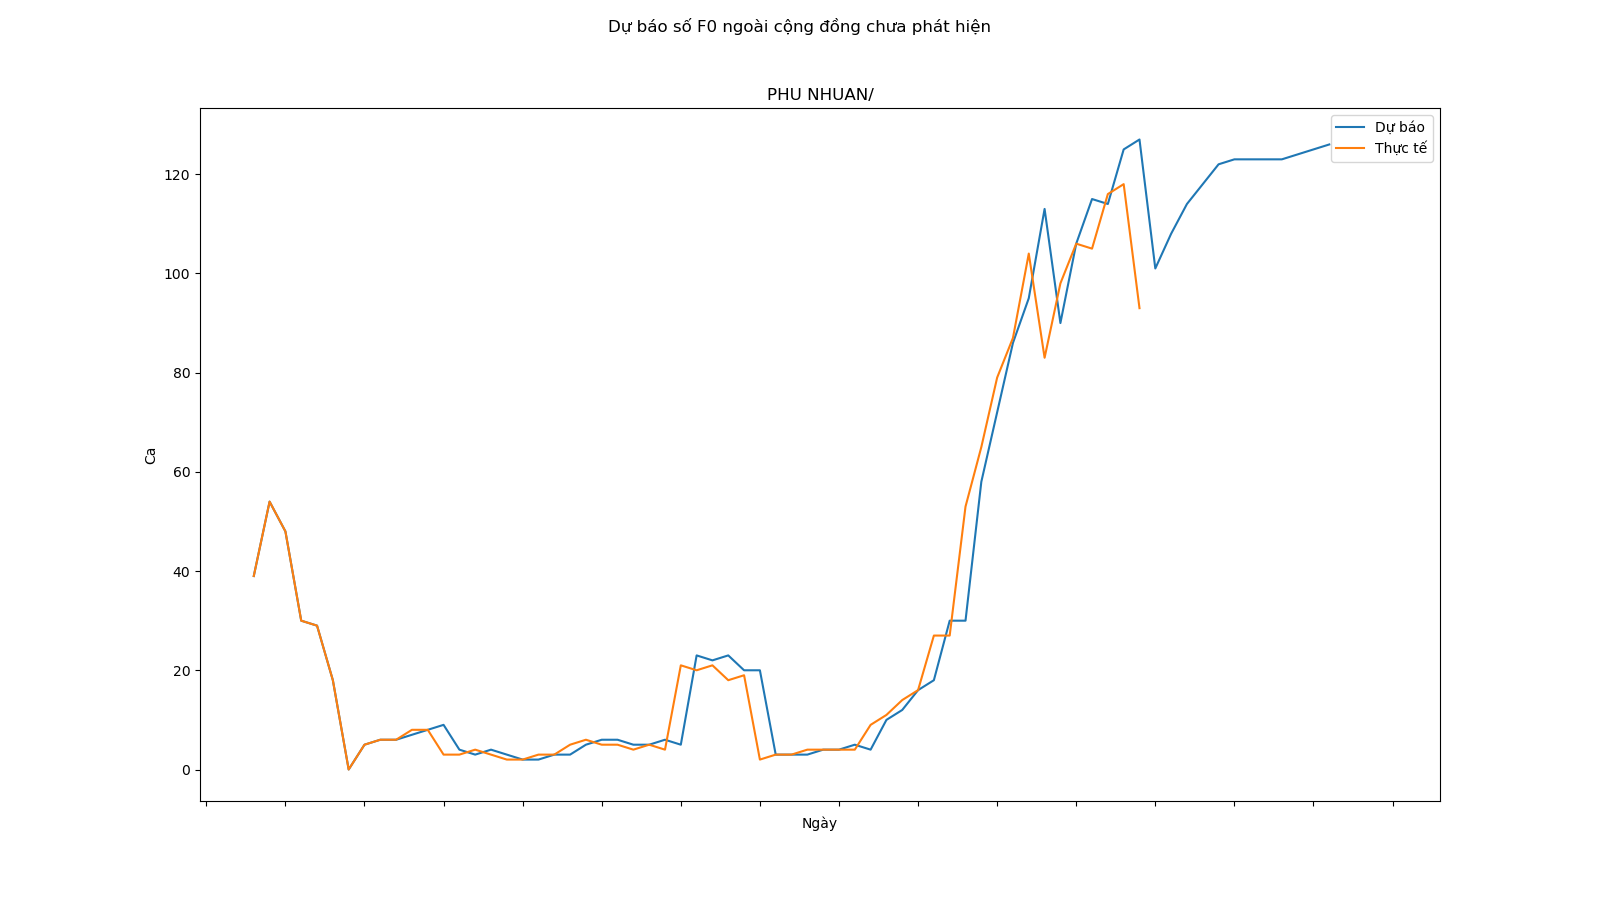 Dự báo số F0 ngoài cộng đồng chưa phát hiện
PHU NHUAN/
Dự báo
Thực tế
120
100
80
60
40
20
0
Ca
Ngày